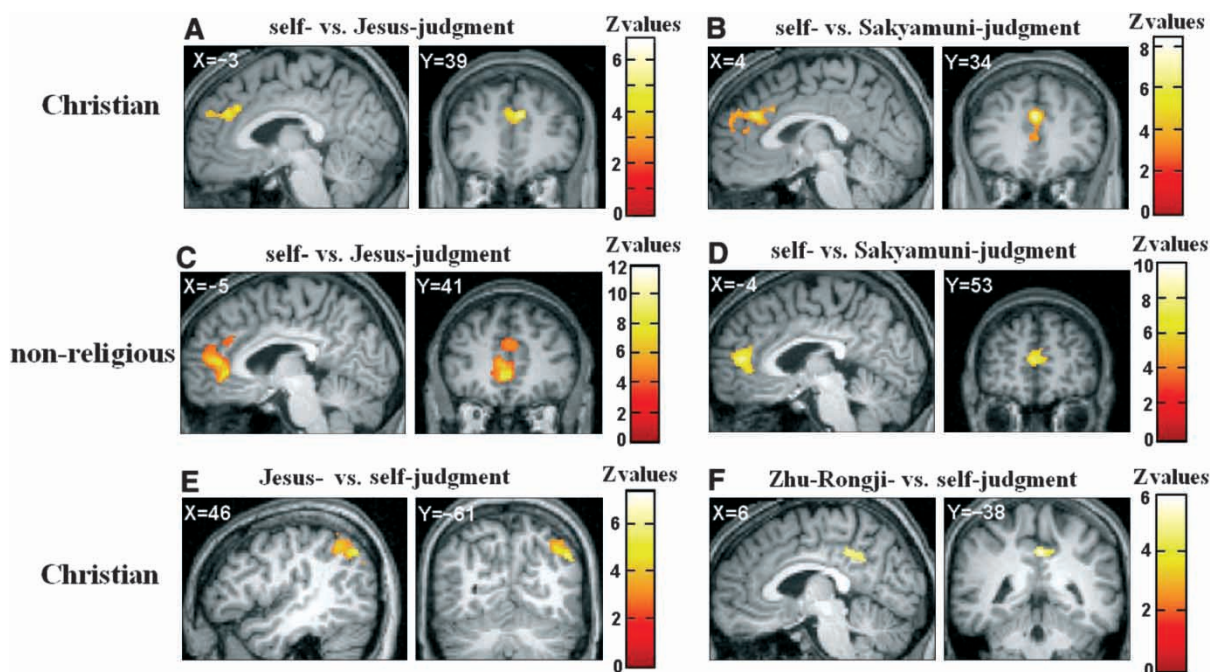 A self- vs. Jesus-judgment Zvalues
B self- vs. Sakyamuni-judgment Zvalues
Christian
X=-3
Y=39
6
4
2
0
X=4
Y=34
8
6
4
2
0
C self- vs. Jesus-judgment Zvalues
D self- vs. Sakyamuni-judgment Zvalues
non-religious
X=-5
Y=41
12
10
8
6
4
2
0
X=-4
Y=53
10
8
6
4
2
0
E Jesus- vs. self-judgment Zvalues
F Zhu-Rongji- vs. self-judgment Zvalues
Christian
X=46
Y=-61
6
4
2
0
X=6
Y=-38
6
4
2
0